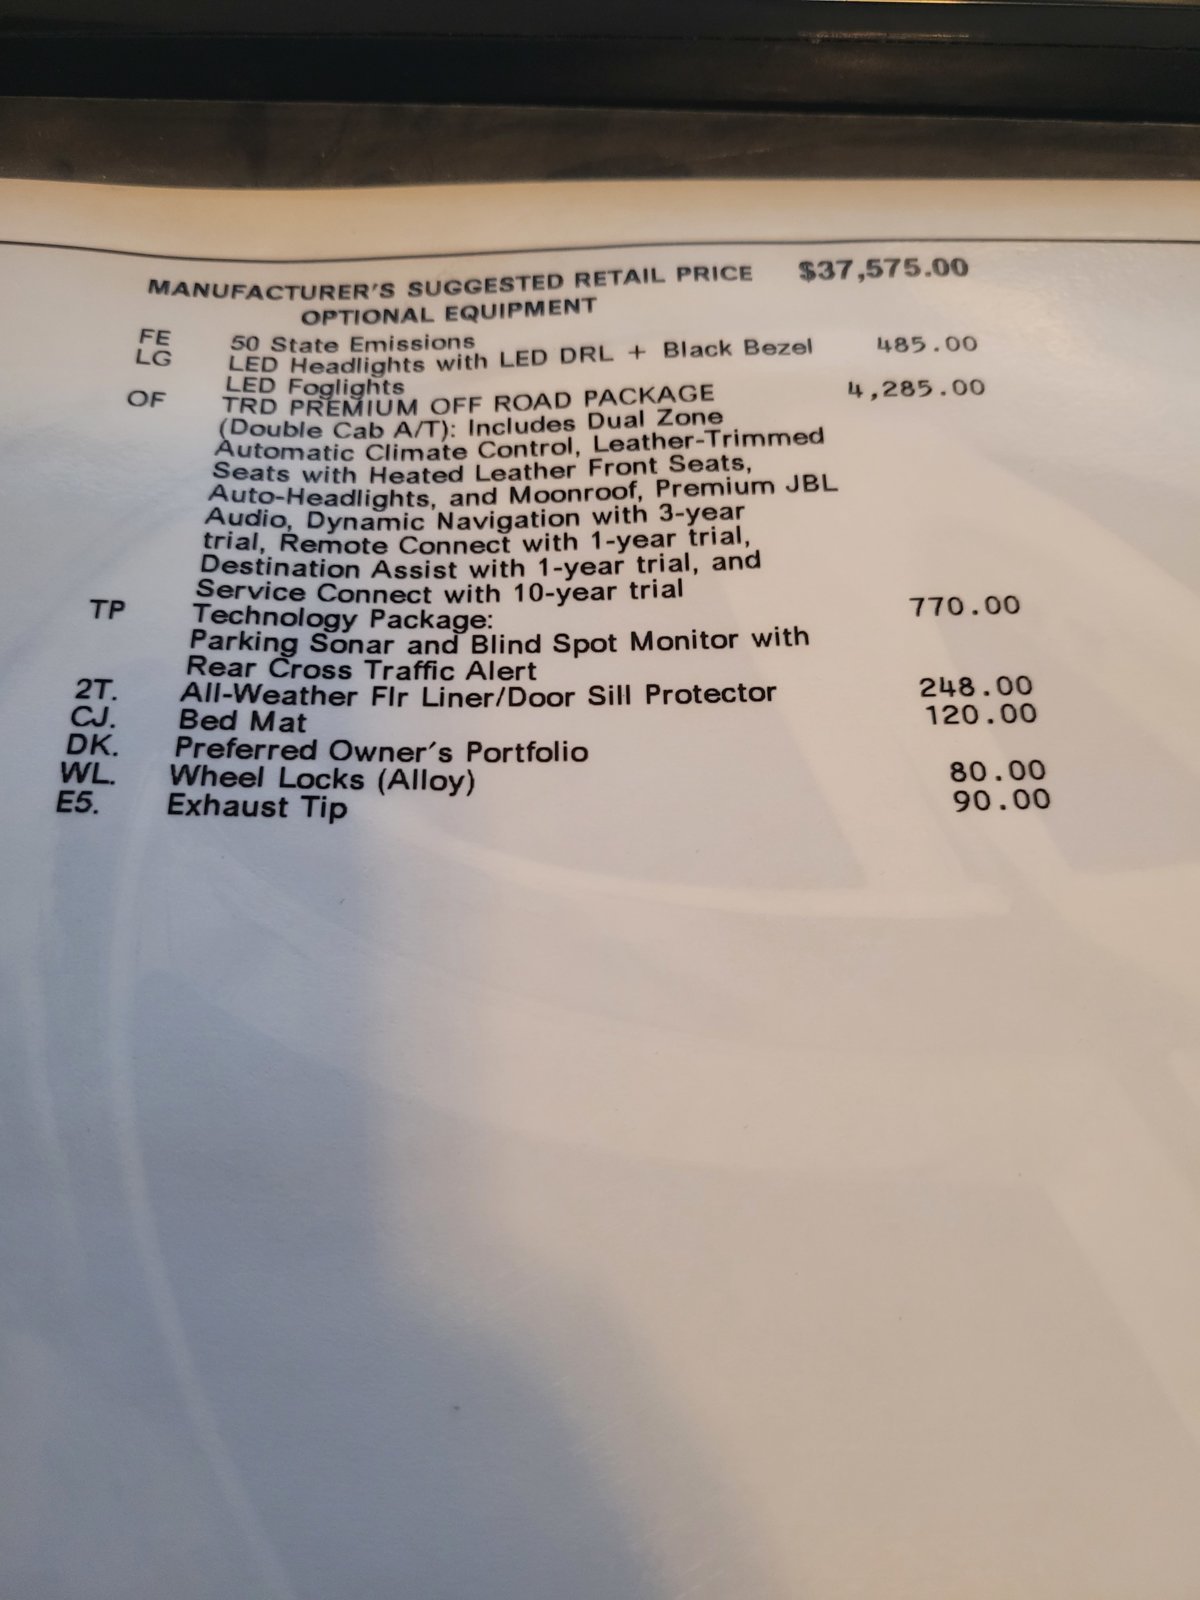 MANUFACTURER'S SUGGESTED RETAIL PRICE $37,575.00
OPTIONAL EQUIPMENT
FE 50 State Emissions
LG LED Headlights with LED DRL + Black Bezel 485.00
LED Foglights
OF TRD PREMIUM OFF ROAD PACKAGE 4,285.00
(Double Cab A/T): Includes Dual Zone
Automatic Climate Control, Leather-Trimmed
Seats with Heated Leather Front Seats,
Auto-Headlights, and Moonroof, Premium JBL
Audio, Dynamic Navigation with 3-year
trial, Remote Connect with 1-year trial,
Destination Assist with 1-year trial, and
Service Connect with 10-year trial
TP Technology Package: 770.00
Parking Sonar and Blind Spot Monitor with
Rear Cross Traffic Alert
2T. All-Weather Flr Liner/Door Sill Protector 248.00
CJ. Bed Mat 120.00
DK. Preferred Owner's Portfolio
WL. Wheel Locks (Alloy) 80.00
E5. Exhaust Tip 90.00